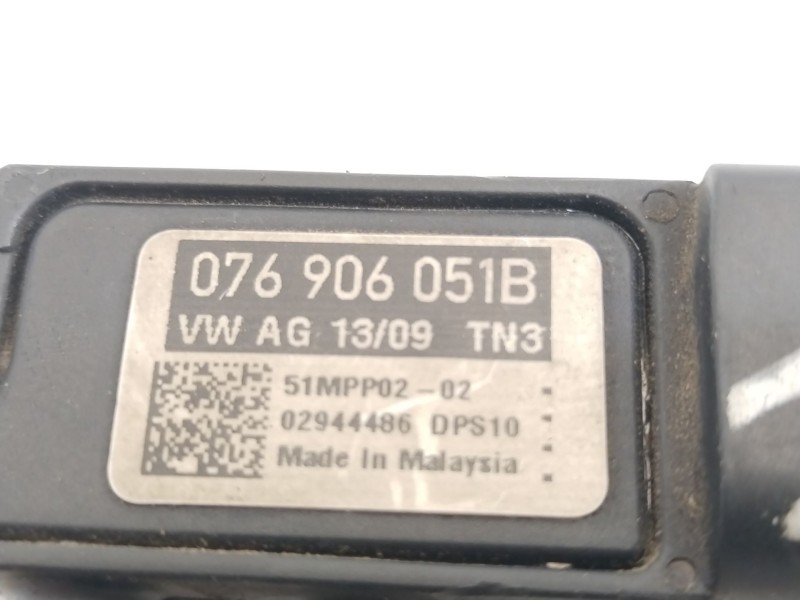 076 906 051B
VW AG 13/09 TN3
51MPP02-02
02944486 DPS10
Made In Malaysia